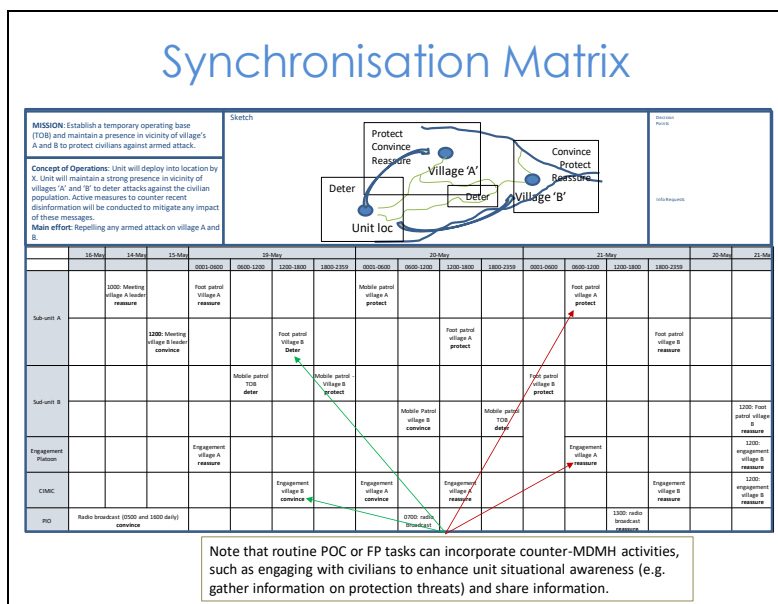 Synchronisation Matrix
MISSION: Establish a temporary operating base
(TOB) and maintain a presence in vicinity of village's
A and B to protect civilians against armed attack.
Concept of Operations: Unit will deploy into location by
X. Unit will maintain a strong presence in vicinity of
villages 'A' and 'B' to deter attacks against the civilian
population. Active measures to counter recent
disinformation will be conducted to mitigate any impact
of these messages.
Main effort: Repelling any armed attack on village A and
B.
Sketch
Protect
Convince
Reassure
Village 'A'
Convince
Protect
Reassure
Deter
Deter
Village 'B'
Unit loc
Decision
Points
Info Requests
16-May 14-May 15-May 19-May 20-May 21-May 20-May 21-Ma
0001-0600 0600-1200 1200-1800 1800-2359 0001-0600 0600-1200 1200-1800 1800-2359 0001-0600 0600-1200 1200-1800 1800-2359
Sub-unit A
1000: Meeting
village A leader
reassure
Foot patrol
Village A
reassure
Mobile patrol
village A
protect
Foot patrol
village A
protect
1200: Meeting
village B leader
convince
Foot patrol
Village B
Deter
Foot patrol
village A
protect
Foot patrol
village B
reassure
Sud-unit B
Mobile patrol
TOB
deter
Mobile patrol -
Village B
protect
Foot patrol
village B
protect
Mobile Patrol
village B
convince
Mobile patrol
TOB
deter
1200: Foot
patrol village
B
reassure
Engagement
Platoon
Engagement
village A
reassure
Engagement
village A
reassure
1200:
engagement
village B
reassure
CIMIC
Engagement
village B
convince
Engagement
village A
convince
Engagement
village A
reassure
Engagement
village B
reassure
1200:
engagement
village B
reassure
PIO
Radio broadcast (0500 and 1600 daily)
convince
0700: radio
broadcast
1300: radio
broadcast
reassure
Note that routine POC or FP tasks can incorporate counter-MDMH activities,
such as engaging with civilians to enhance unit situational awareness (e.g.
gather information on protection threats) and share information.